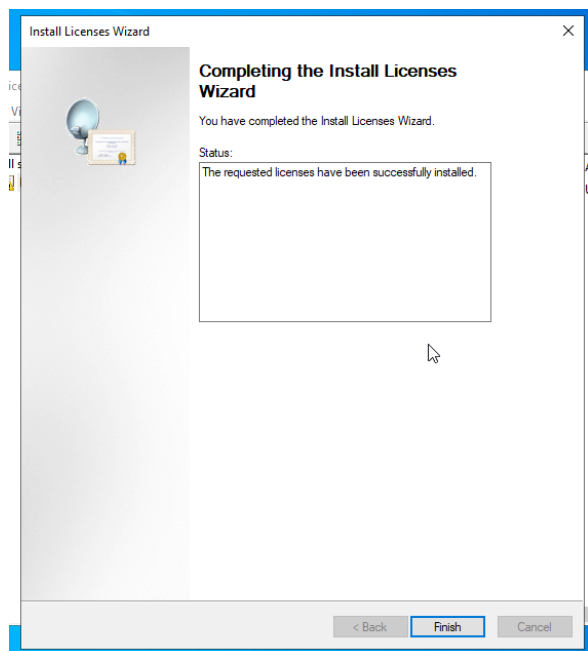 Install Licenses Wizard
Completing the Install Licenses
Wizard
You have completed the Install Licenses Wizard.
Status:
The requested licenses have been successfully installed.
< Back
Finish
Cancel